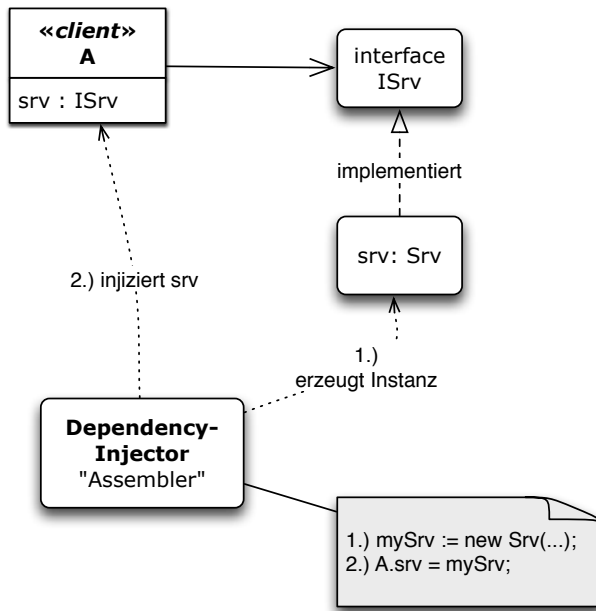 «client»
A
srv : ISrv
interface
ISrv
implementiert
srv: Srv
2.) injiziert srv
1.)
erzeugt Instanz
Dependency-
Injector
"Assembler"
1.) mySrv := new Srv(...);
2.) A.srv = mySrv;